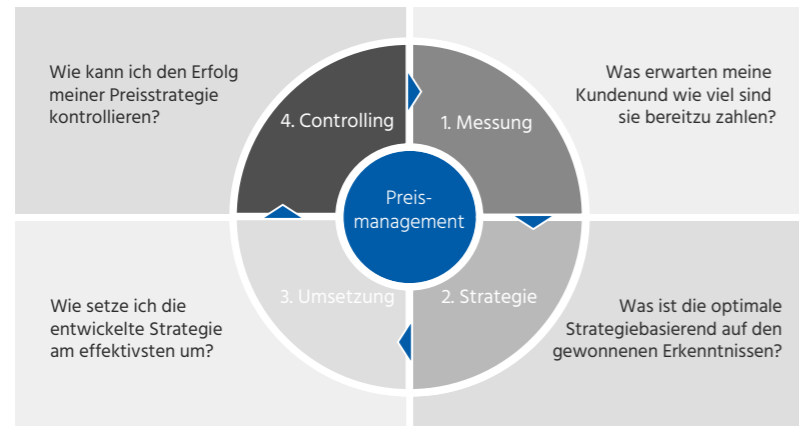 Wie kann ich den Erfolg
meiner Preisstrategie
kontrollieren?
4. Controlling
1. Messung
Was erwarten meine
Kundenund wie viel sind
sie bereitzu zahlen?
Preis-
management
Wie setze ich die
entwickelte Strategie
am effektivsten um?
3. Umsetzung
2. Strategie
Was ist die optimale
Strategiebasierend auf den
gewonnenen Erkenntnissen?